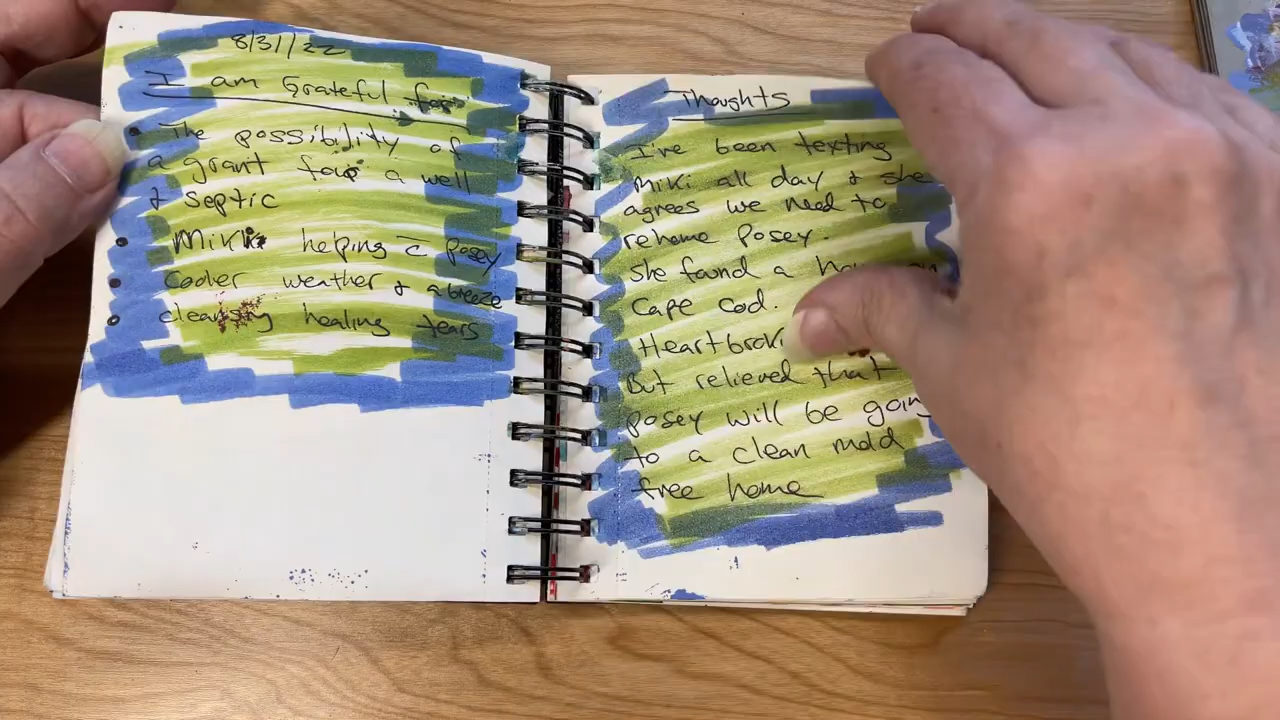 8/31/22
I am Grateful for
• The possibility of
a grant for a well
& septic
• Miki helping c̄ posey
• Cooler weather & a breeze
• cleansing healing tears
Thoughts
I've been texting
Miki all day & she
agrees we need to
rehome Posey.
She found a
Cape Cod.
But relieved that
posey will be going
to a clean mold
free home